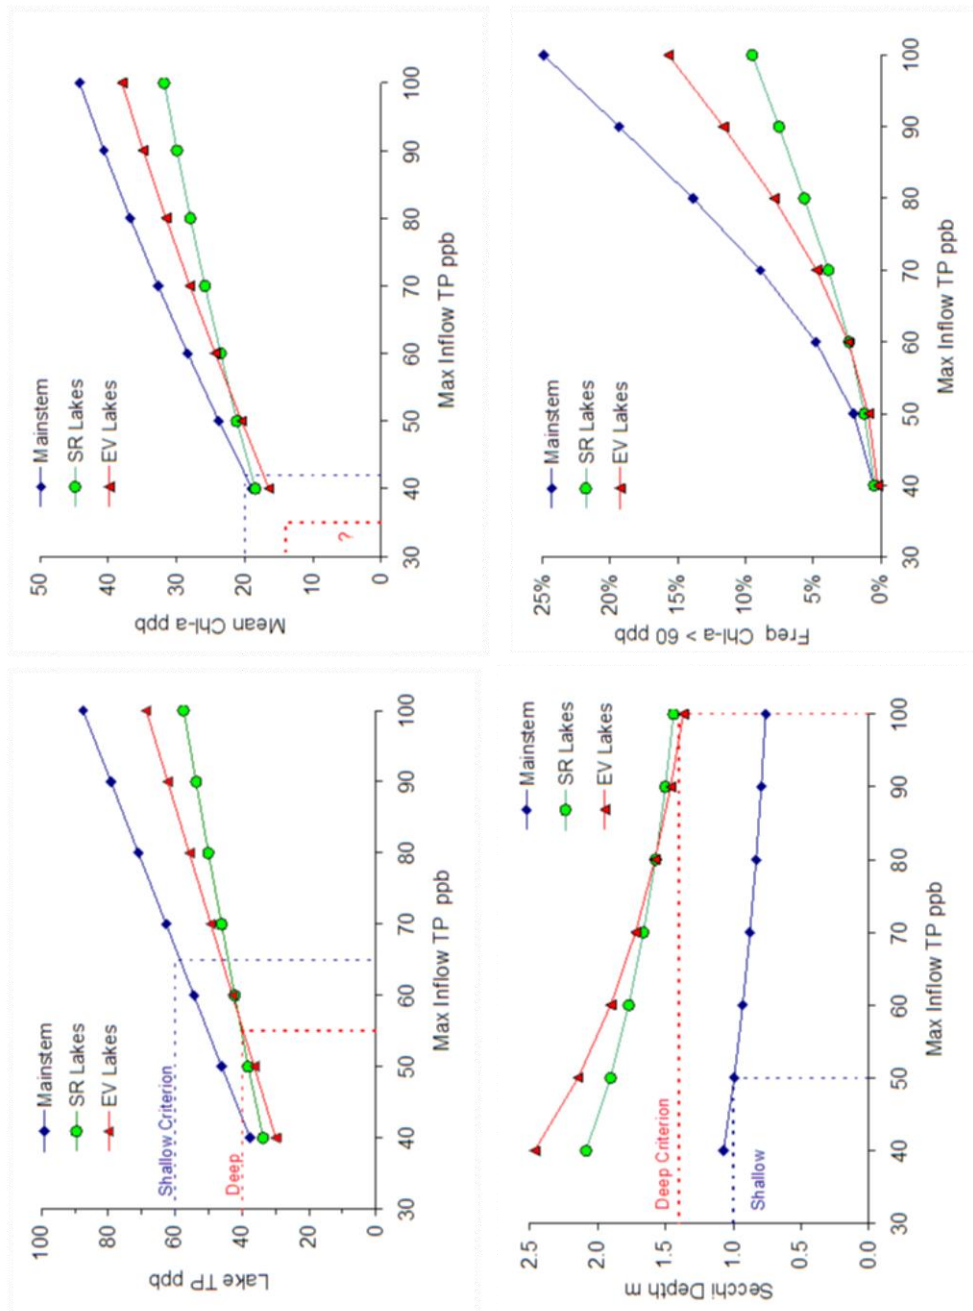 Lake TP ppb
100
80
60
40
20
0
Mainstem
SR Lakes
EV Lakes
Shallow Criterion
Deep
30 40 50 60 70 80 90 100
Max Inflow TP ppb
Mean Chl-a ppb
50
40
30
20
10
0
Mainstem
SR Lakes
EV Lakes
?
30 40 50 60 70 80 90 100
Max Inflow TP ppb
Secchi Depth m
2.5
2.0
1.5
1.0
0.5
0.0
Mainstem
SR Lakes
EV Lakes
Deep Criterion
Shallow
30 40 50 60 70 80 90 100
Max Inflow TP ppb
Freq Chl-a > 60 ppb
25%
20%
15%
10%
5%
0%
Mainstem
SR Lakes
EV Lakes
30 40 50 60 70 80 90 100
Max Inflow TP ppb